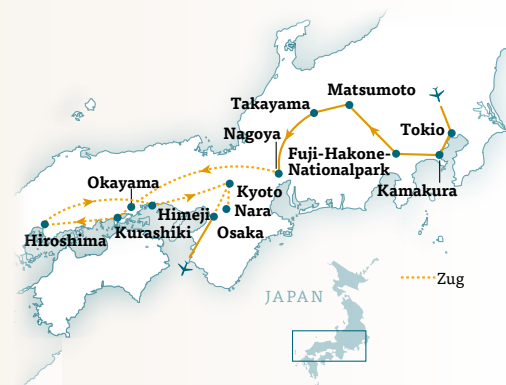 Matsumoto
Takayama
Tokio
Nagoya
Fuji-Hakone-
Nationalpark
Kamakura
Okayama
Kyoto
Himeji
Nara
Kurashiki
Osaka
Hiroshima
Zug
JAPAN